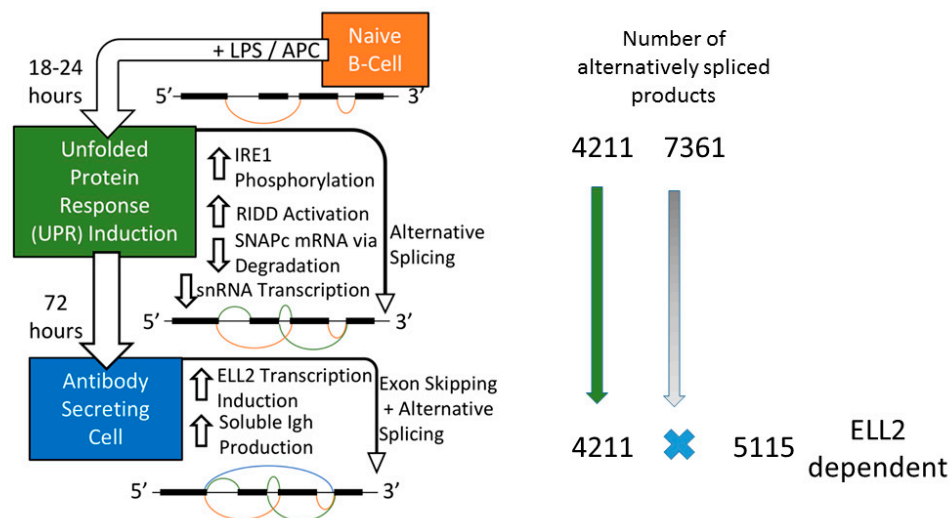 Naive
B-Cell
+ LPS / APC
18-24
hours
5’
3’
Unfolded
Protein
Response
(UPR) Induction
IRE1
Phosphorylation
RIDD Activation
SNAPc mRNA via
Degradation
snRNA Transcription
Alternative
Splicing
5’
3’
72
hours
Antibody
Secreting
Cell
ELL2 Transcription
Induction
Soluble Igh
Production
Exon Skipping
+ Alternative
Splicing
5’
3’
Number of
alternatively spliced
products
4211 7361
4211 5115
ELL2
dependent